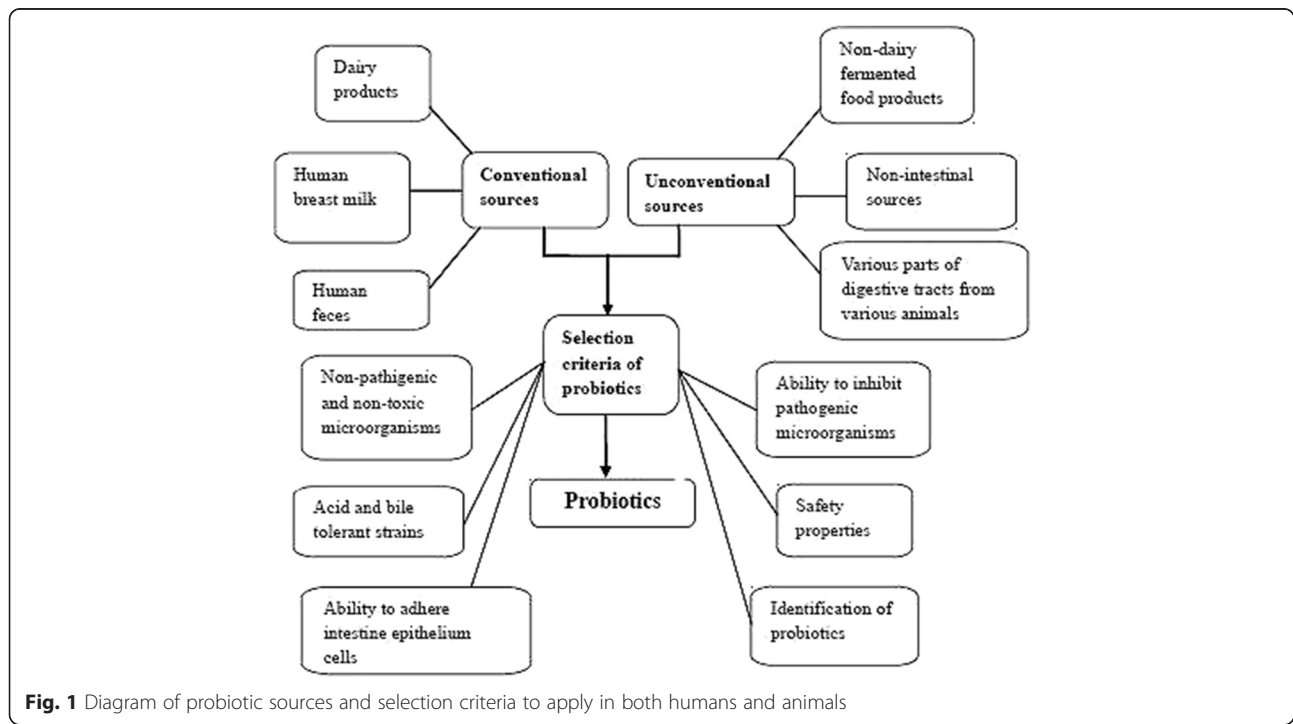 Dairy
products
Non-dairy
fermented
food products
Human
breast milk
Conventional
sources
Unconventional
sources
Non-intestinal
sources
Human
feces
Various parts of
digestive tracts from
various animals
Selection
criteria of
probiotics
Non-pathigenic
and non-toxic
microorganisms
Ability to inhibit
pathogenic
microorganisms
Acid and bile
tolerant strains
Probiotics
Safety
properties
Ability to adhere
intestine epithelium
cells
Identification of
probiotics
Fig. 1 Diagram of probiotic sources and selection criteria to apply in both humans and animals